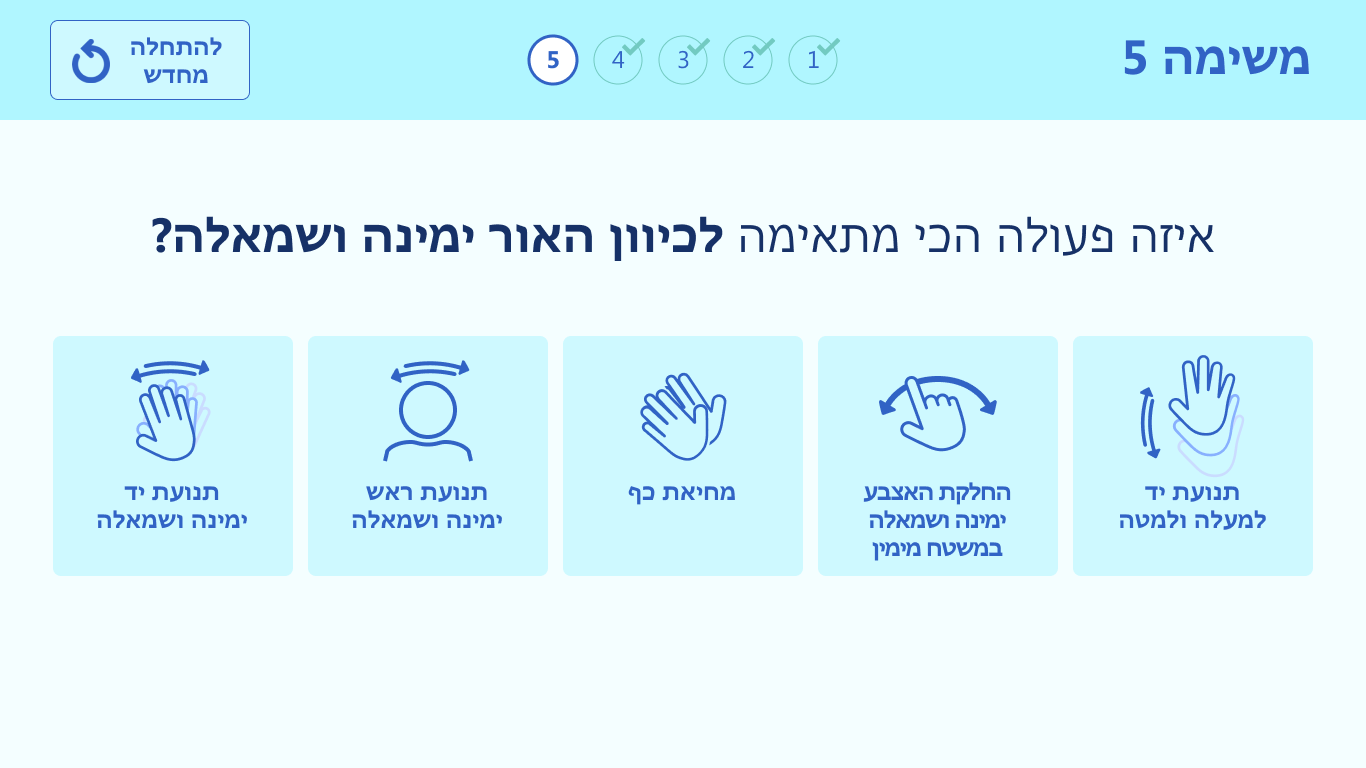 משימה 5
1
2
3
4
5
להתחלה
מחדש
איזה פעולה הכי מתאימה לכיוון האור ימינה ושמאלה?
תנועת יד
למעלה ולמטה
החלקת האצבע
ימינה ושמאלה
במשטח מימין
מחיאת כף
תנועת ראש
ימינה ושמאלה
תנועת יד
ימינה ושמאלה